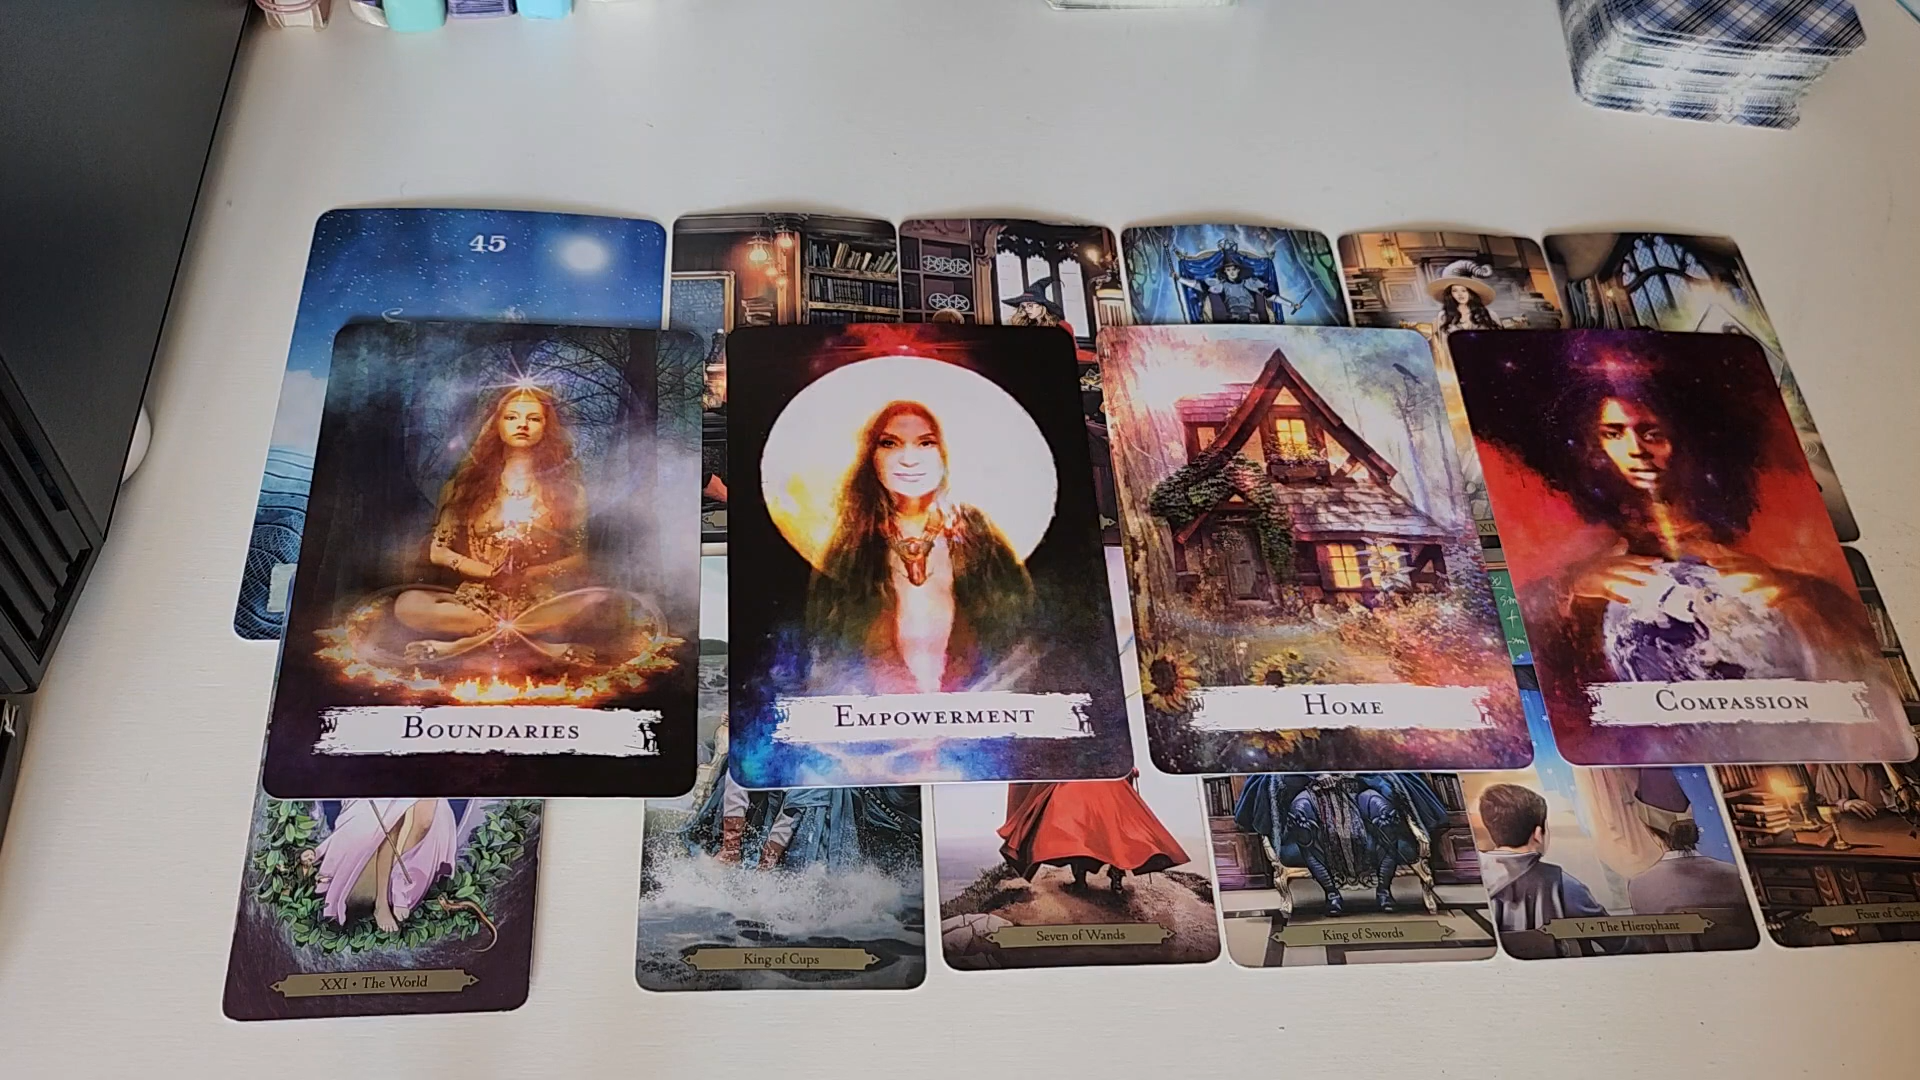 45
BOUNDARIES
EMPOWERMENT
HOME
COMPASSION
XXI • The World
King of Cups
Seven of Wands
King of Swords
V • The Hierophant
Four of Cups